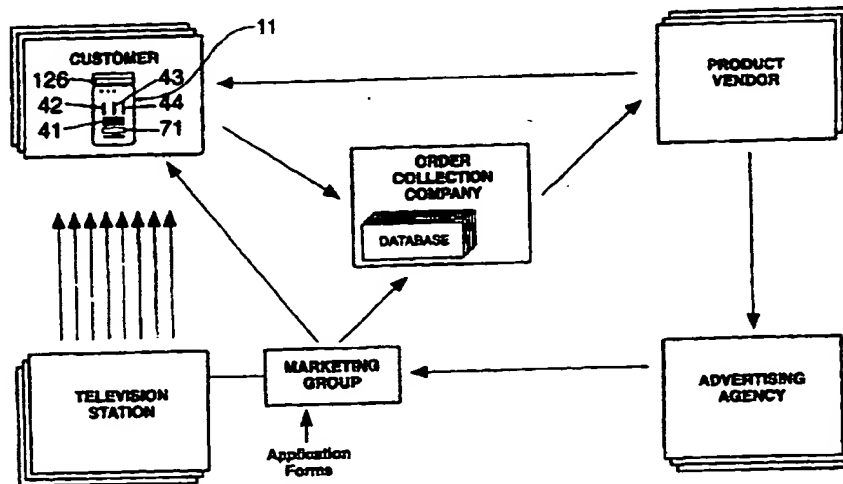 11
CUSTOMER
126
43
42
44
41
71
PRODUCT
VENDOR
ORDER
COLLECTION
COMPANY
DATABASE
TELEVISION
STATION
MARKETING
GROUP
ADVERTISING
AGENCY
Application
Forms